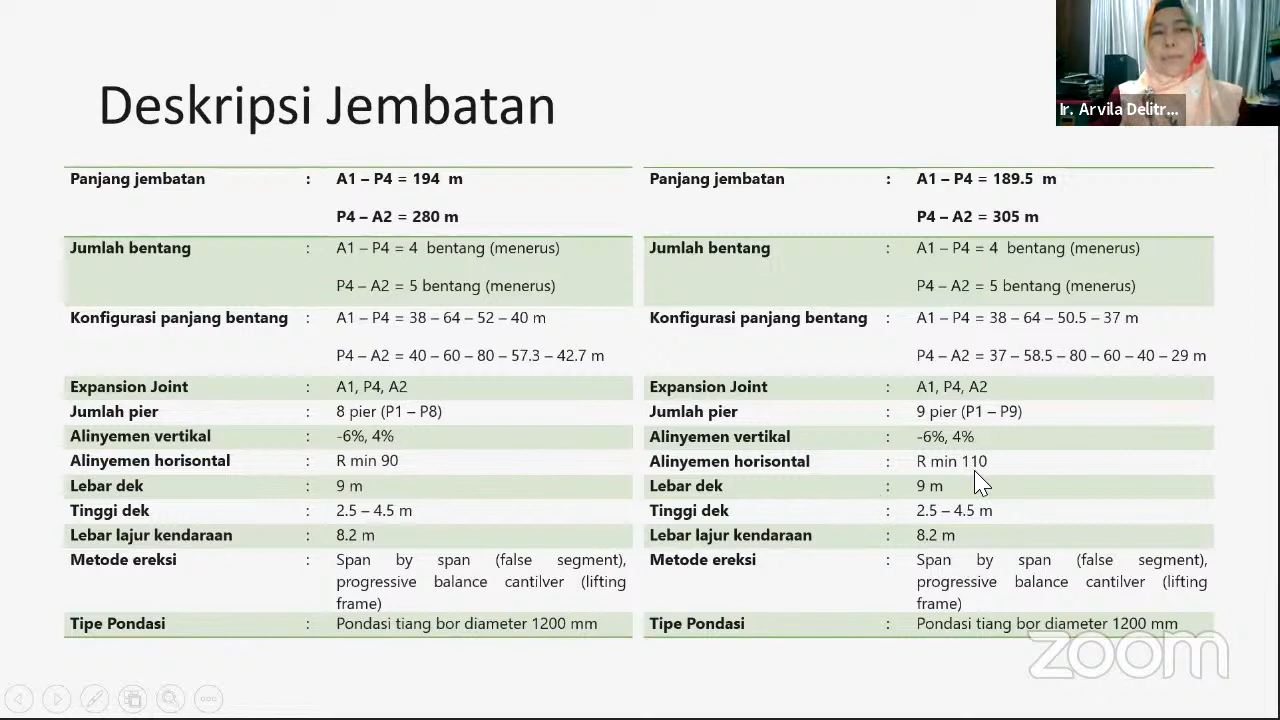 Ir. Arvila Delitr...
Deskripsi Jembatan
Panjang jembatan : A1 – P4 = 194 m
P4 – A2 = 280 m
Jumlah bentang : A1 – P4 = 4 bentang (menerus)
P4 – A2 = 5 bentang (menerus)
Konfigurasi panjang bentang : A1 – P4 = 38 – 64 – 52 – 40 m
P4 – A2 = 40 – 60 – 80 – 57.3 – 42.7 m
Expansion Joint : A1, P4, A2
Jumlah pier : 8 pier (P1 – P8)
Alinyemen vertikal : -6%, 4%
Alinyemen horisontal : R min 90
Lebar dek : 9 m
Tinggi dek : 2.5 – 4.5 m
Lebar lajur kendaraan : 8.2 m
Metode ereksi : Span by span (false segment),
progressive balance cantilver (lifting
frame)
Tipe Pondasi : Pondasi tiang bor diameter 1200 mm
Panjang jembatan : A1 – P4 = 189.5 m
P4 – A2 = 305 m
Jumlah bentang : A1 – P4 = 4 bentang (menerus)
P4 – A2 = 5 bentang (menerus)
Konfigurasi panjang bentang : A1 – P4 = 38 – 64 – 50.5 – 37 m
P4 – A2 = 37 – 58.5 – 80 – 60 – 40 – 29 m
Expansion Joint : A1, P4, A2
Jumlah pier : 9 pier (P1 – P9)
Alinyemen vertikal : -6%, 4%
Alinyemen horisontal : R min 110
Lebar dek : 9 m
Tinggi dek : 2.5 – 4.5 m
Lebar lajur kendaraan : 8.2 m
Metode ereksi : Span by span (false segment),
progressive balance cantilver (lifting
frame)
Tipe Pondasi : Pondasi tiang bor diameter 1200 mm
zoom